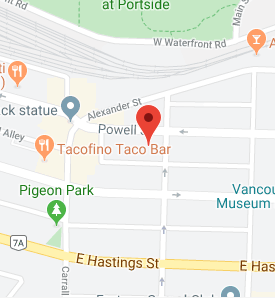 at Portside
W Waterfront Rd
Main St
A
Alexander St
ck statue
Powell
Alley
Tacofino Taco Bar
Pigeon Park
Vancou
Museum
7A
E Hastings St
E Has
Carrall